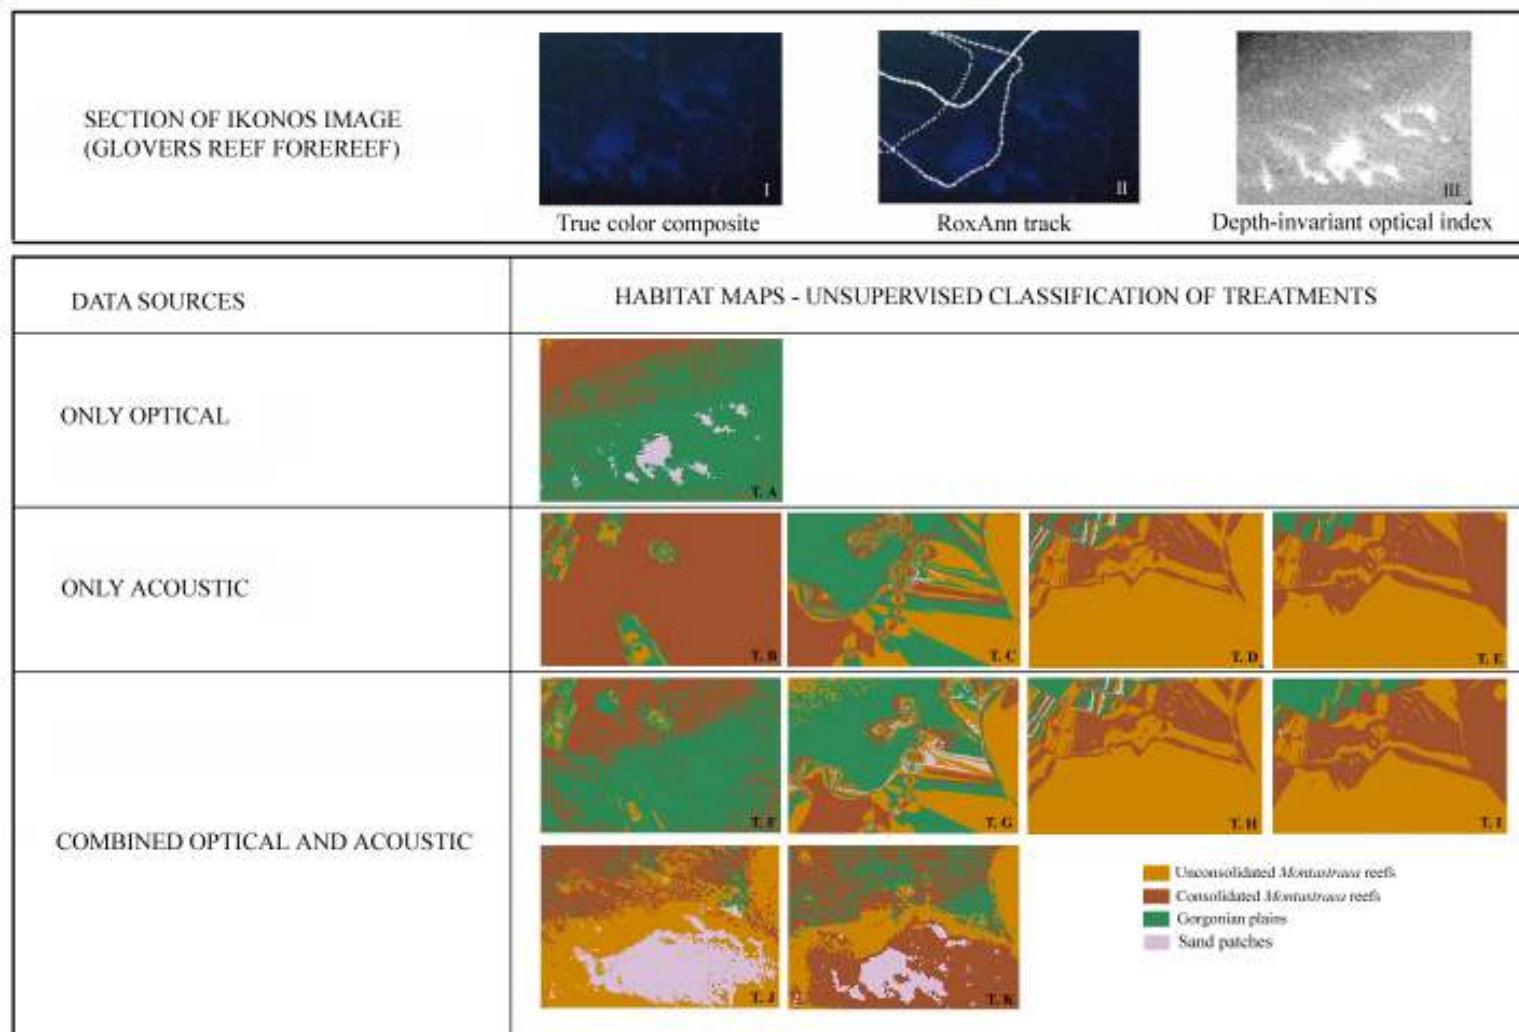 SECTION OF IKONOS IMAGE
(GLOVERS REEF FOREREEF)
I
II
III
True color composite
RoxAnn track
Depth-invariant optical index
DATA SOURCES
HABITAT MAPS - UNSUPERVISED CLASSIFICATION OF TREATMENTS
ONLY OPTICAL
T. A
ONLY ACOUSTIC
T. B
T. C
T. D
T. E
COMBINED OPTICAL AND ACOUSTIC
T. F
T. G
T. H
T. I
T. J
T. K
Unconsolidated Montastraea reefs
Consolidated Montastraea reefs
Gorgonian plains
Sand patches